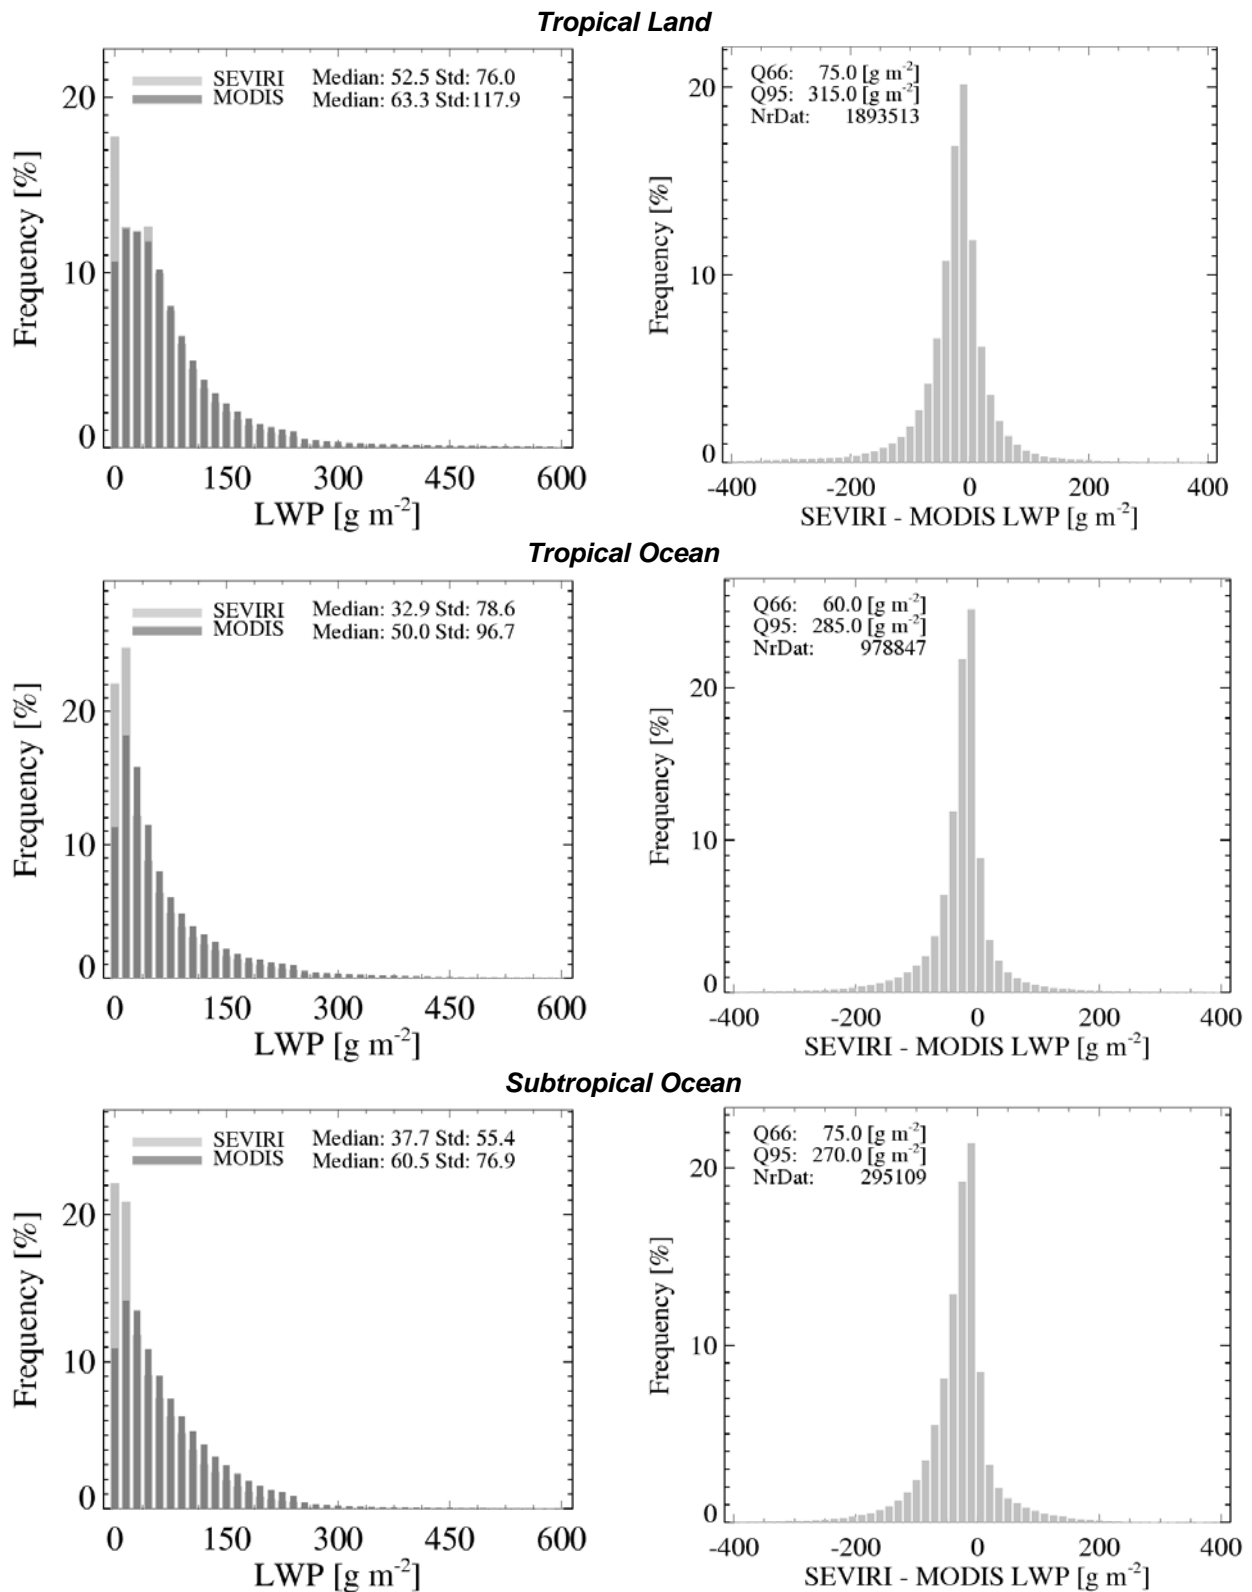 Tropical Land
SEVIRI Median: 52.5 Std: 76.0
MODIS Median: 63.3 Std:117.9
20
10
0
Frequency [%]
0 150 300 450 600
LWP [g m-2]
Q66: 75.0 [g m-2]
Q95: 315.0 [g m-2]
NrDat: 1893513
20
10
0
Frequency [%]
-400 -200 0 200 400
SEVIRI - MODIS LWP [g m-2]
Tropical Ocean
SEVIRI Median: 32.9 Std: 78.6
MODIS Median: 50.0 Std: 96.7
20
10
0
Frequency [%]
0 150 300 450 600
LWP [g m-2]
Q66: 60.0 [g m-2]
Q95: 285.0 [g m-2]
NrDat: 978847
20
10
0
Frequency [%]
-400 -200 0 200 400
SEVIRI - MODIS LWP [g m-2]
Subtropical Ocean
SEVIRI Median: 37.7 Std: 55.4
MODIS Median: 60.5 Std: 76.9
20
10
0
Frequency [%]
0 150 300 450 600
LWP [g m-2]
Q66: 75.0 [g m-2]
Q95: 270.0 [g m-2]
NrDat: 295109
20
10
0
Frequency [%]
-400 -200 0 200 400
SEVIRI - MODIS LWP [g m-2]